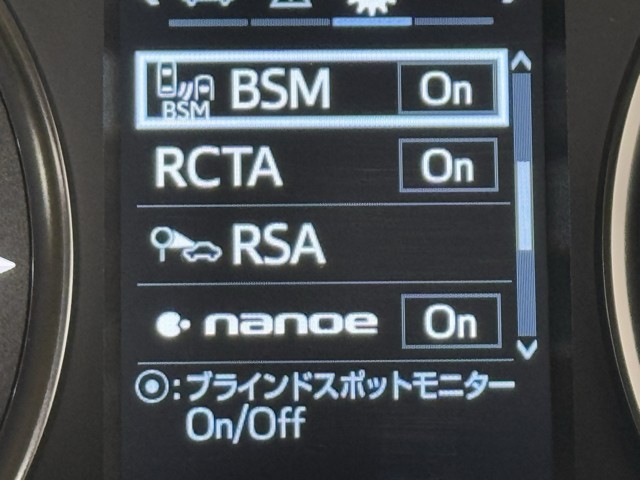 BSM BSM On
RCTA On
RSA
nanoe On
⦿:ブラインドスポットモニター
On/Off